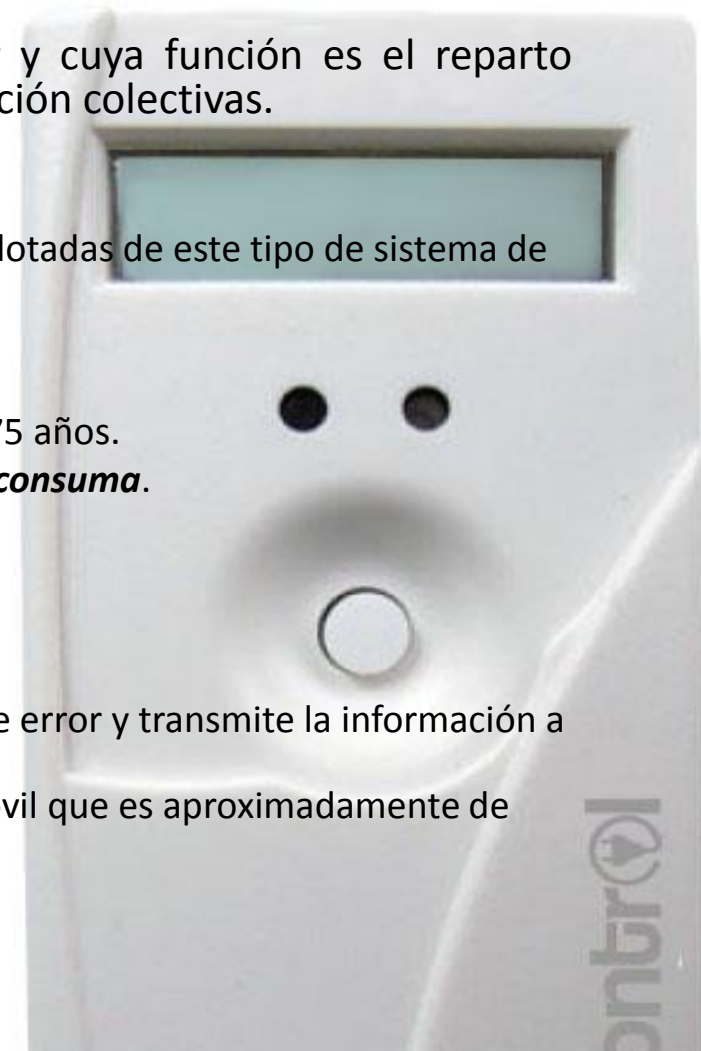 y cuya función es el reparto
ción colectivas.
dotadas de este tipo de sistema de
75 años.
consuma.
e error y transmite la información a
óvil que es aproximadamente de
ontrol